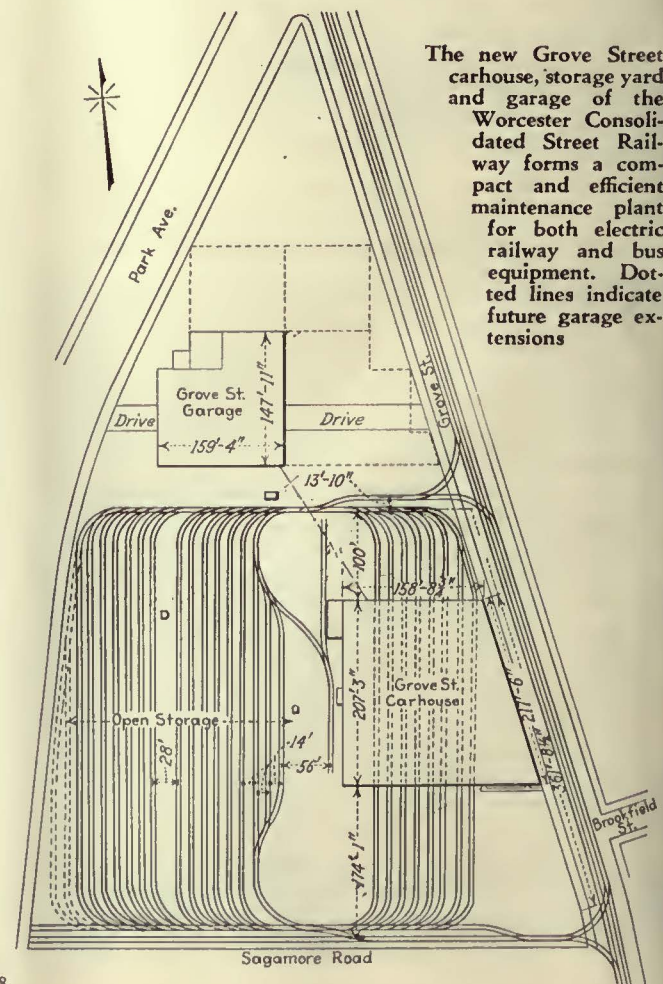 The new Grove Street
carhouse, storage yard
and garage of the
Worcester Consoli-
dated Street Rail-
way forms a com-
pact and efficient
maintenance plant
for both electric
railway and bus
equipment. Dot-
ted lines indicate
future garage ex-
tensions
Park Ave.
Grove St.
Grove St.
Garage
147'-11"
Drive
Drive
159'-4"
13'-10"
100'
158'-8¾"
Grove St.
Carhouse
207'-3"
217'-6"
Open Storage
28'
14'
56'
174'-1"
Brookfield
St.
Sagamore Road
8